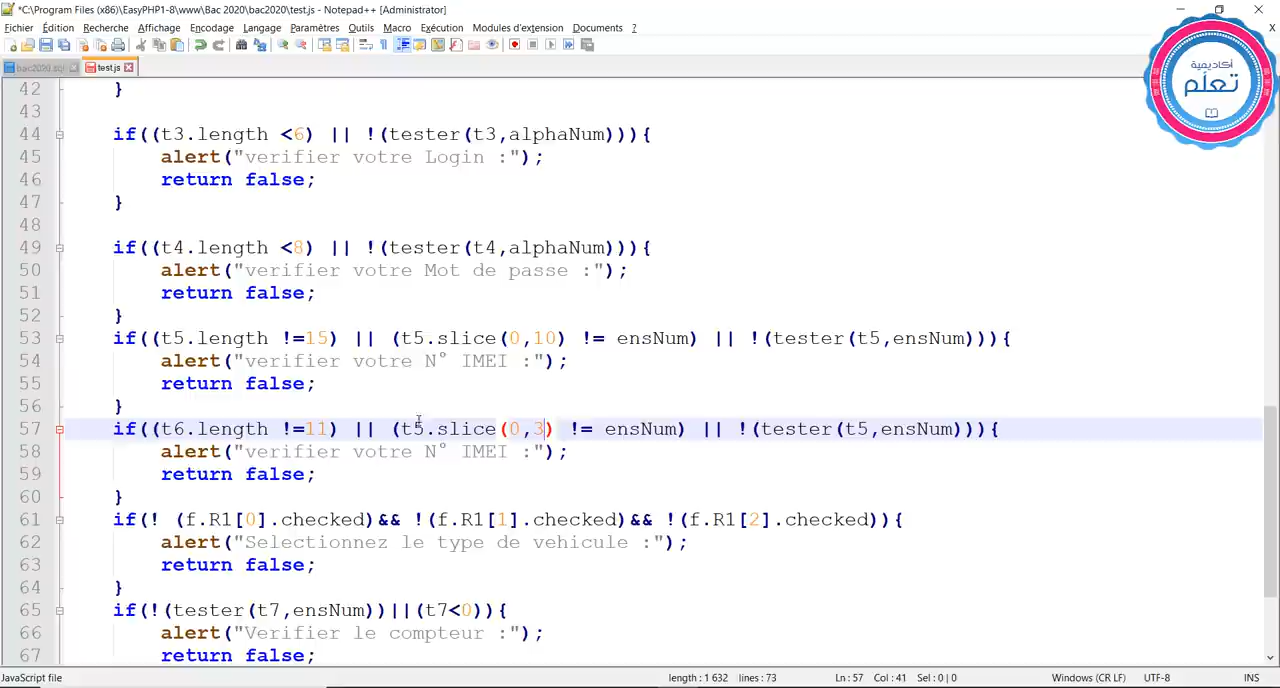 *C:\Program Files (x86)\EasyPHP1-8\www\Bac 2020\bac2020\test.js - Notepad++ [Administrator]
Fichier Édition Recherche Affichage Encodage Langage Paramètres Outils Macro Exécution Modules d'extension Documents ? X
bac2020.sql test.js
أكاديمية
تعلّم
42 }
43
44 if((t3.length <6) || !(tester(t3,alphaNum))){
45 alert("verifier votre Login :");
46 return false;
47 }
48
49 if((t4.length <8) || !(tester(t4,alphaNum))){
50 alert("verifier votre Mot de passe :");
51 return false;
52 }
53 if((t5.length !=15) || (t5.slice(0,10) != ensNum) || !(tester(t5,ensNum))){
54 alert("verifier votre N° IMEI :");
55 return false;
56 }
57 if((t6.length !=11) || (t5.slice(0,3) != ensNum) || !(tester(t5,ensNum))){
58 alert("verifier votre N° IMEI :");
59 return false;
60 }
61 if(! (f.R1[0].checked)&& !(f.R1[1].checked)&& !(f.R1[2].checked)){
62 alert("Selectionnez le type de vehicule :");
63 return false;
64 }
65 if(!(tester(t7,ensNum))||(t7<0)){
66 alert("Verifier le compteur :");
67 return false;
JavaScript file length : 1 632 lines : 73 Ln : 57 Col : 41 Sel : 0 | 0 Windows (CR LF) UTF-8 INS